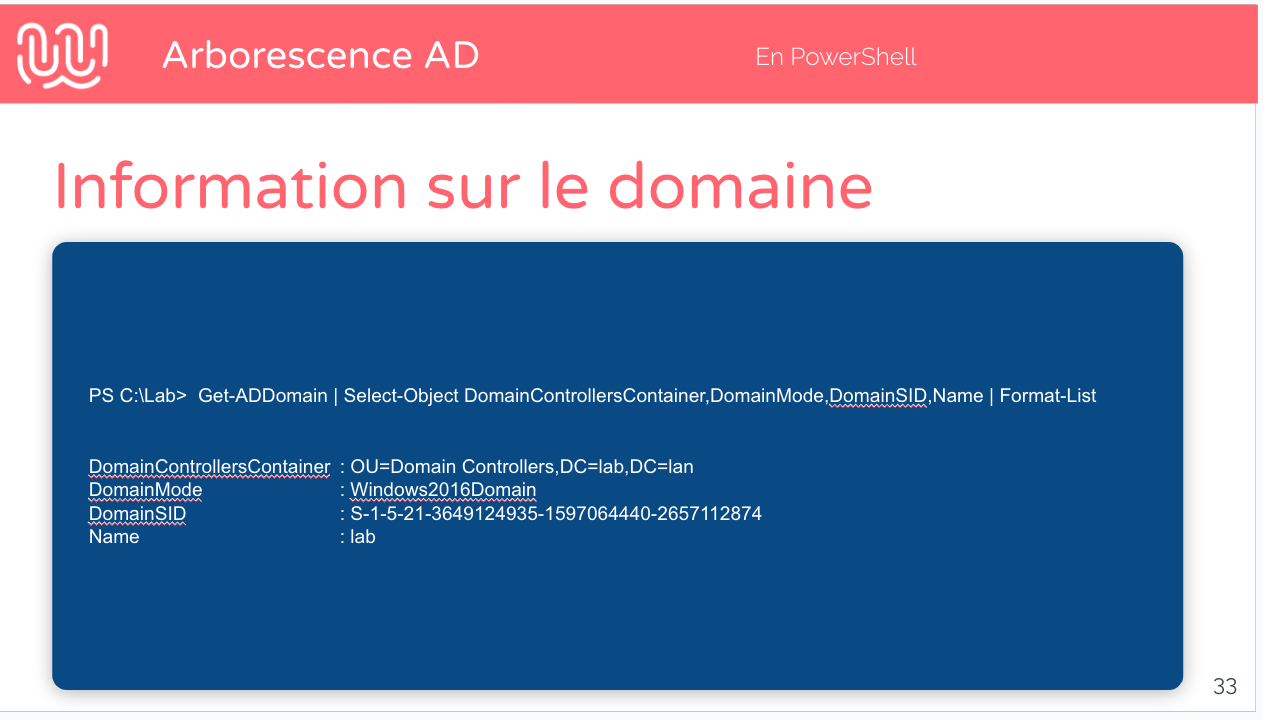 Arborescence AD
En PowerShell
Information sur le domaine
PS C:\Lab>  Get-ADDomain | Select-Object DomainControllersContainer,DomainMode,DomainSID,Name | Format-List
DomainControllersContainer : OU=Domain Controllers,DC=lab,DC=lan
DomainMode : Windows2016Domain
DomainSID : S-1-5-21-3649124935-1597064440-2657112874
Name : lab
33